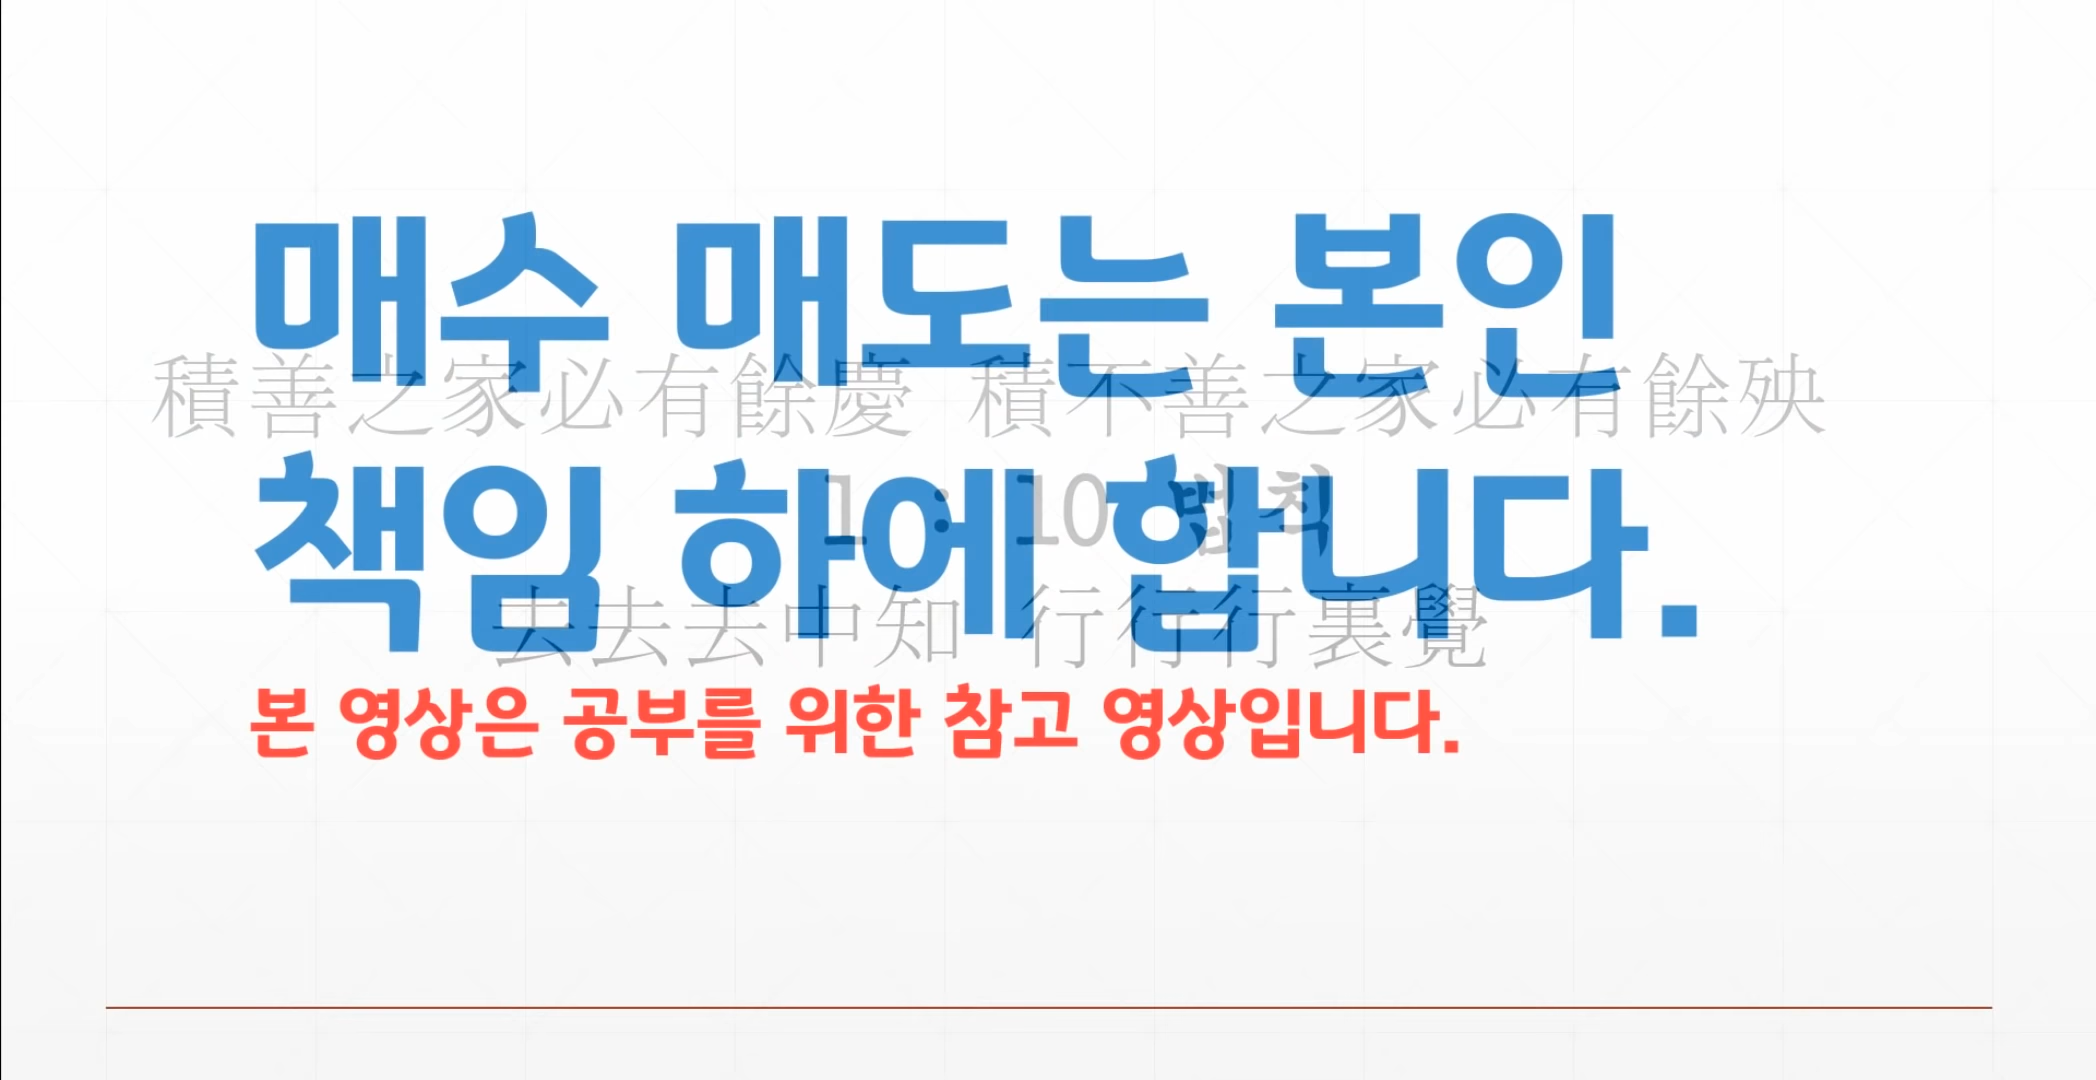 매수 매도는 본인
積善之家必有餘慶 積不善之家必有餘殃
책임 하에 합니다.
1 : 10 법칙
去去去中知 行行行裏覺
본 영상은 공부를 위한 참고 영상입니다.